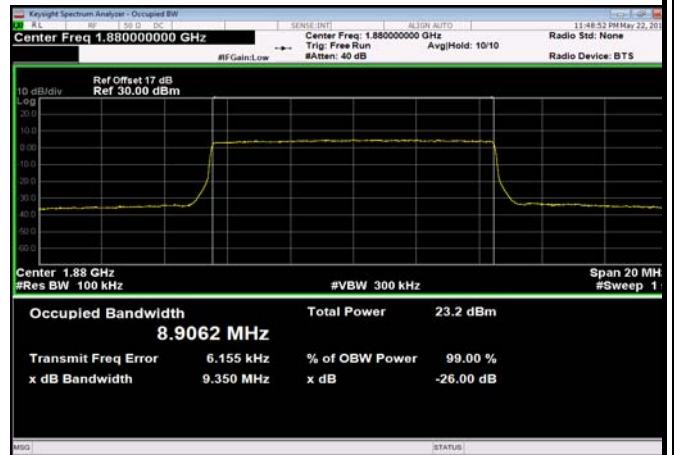 Keysight Spectrum Analyzer - Occupied BW
RL RF 50 Ω DC SENSE:INT ALIGN AUTO 11:48:52 PM May 22, 201
Center Freq 1.880000000 GHz Center Freq: 1.880000000 GHz Radio Std: None
Trig: Free Run Avg|Hold: 10/10
#IFGain:Low #Atten: 40 dB Radio Device: BTS
Ref Offset 17 dB
10 dB/div Ref 30.00 dBm
Log
20.0
10.0
0.00
-10.0
-20.0
-30.0
-40.0
-50.0
-60.0
Center 1.88 GHz Span 20 MH
#Res BW 100 kHz #VBW 300 kHz #Sweep 1
Occupied Bandwidth Total Power 23.2 dBm
8.9062 MHz
Transmit Freq Error 6.155 kHz % of OBW Power 99.00 %
x dB Bandwidth 9.350 MHz x dB -26.00 dB
MSG STATUS